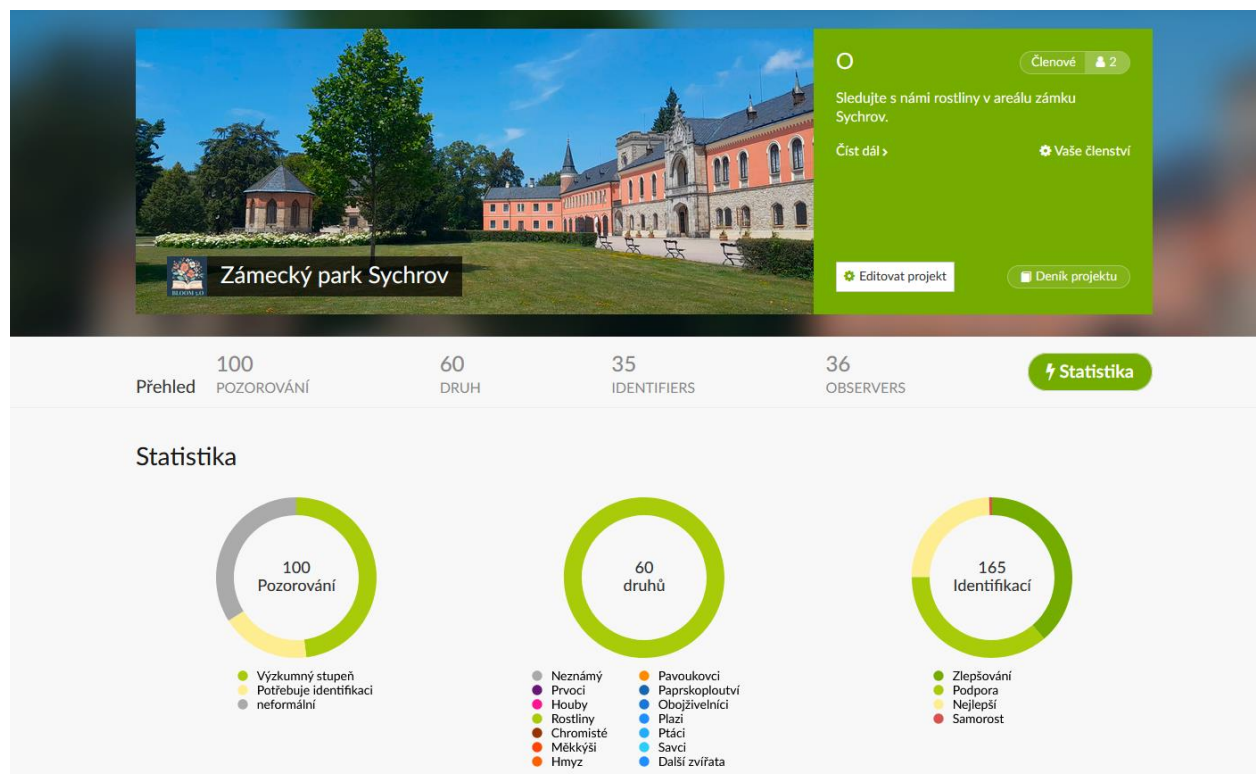 O
Členové 2
Sledujte s námi rostliny v areálu zámku
Sychrov.
Číst dál ›
Vaše členství
BLOOM GO
Zámecký park Sychrov
Editovat projekt
Deník projektu
Přehled
100
POZOROVÁNÍ
60
DRUH
35
IDENTIFIERS
36
OBSERVERS
Statistika
Statistika
100
Pozorování
Výzkumný stupeň
Potřebuje identifikaci
neformální
60
druhů
Neznámý
Prvoci
Houby
Rostliny
Chromisté
Měkkýši
Hmyz
Pavoukovci
Paprskoploutví
Obojživelníci
Plazi
Ptáci
Savci
Další zvířata
165
Identifikací
Zlepšování
Podpora
Nejlepší
Samorost